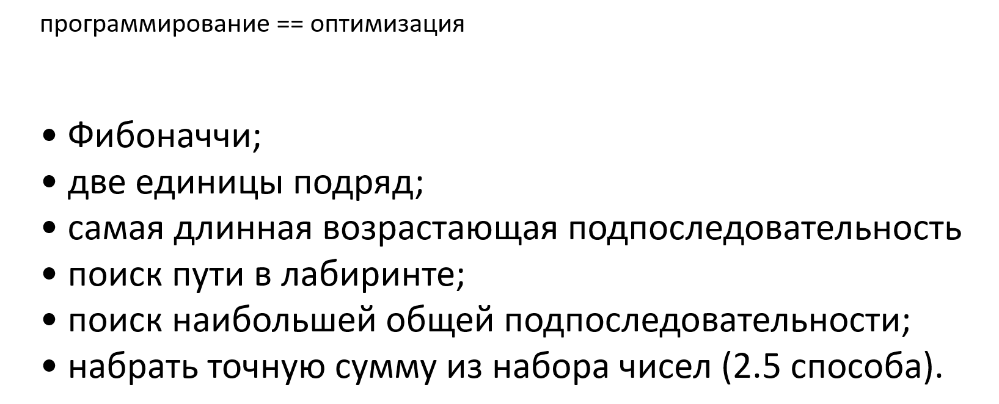 программирование == оптимизация
• Фибоначчи;
• две единицы подряд;
• самая длинная возрастающая подпоследовательность
• поиск пути в лабиринте;
• поиск наибольшей общей подпоследовательности;
• набрать точную сумму из набора чисел (2.5 способа).